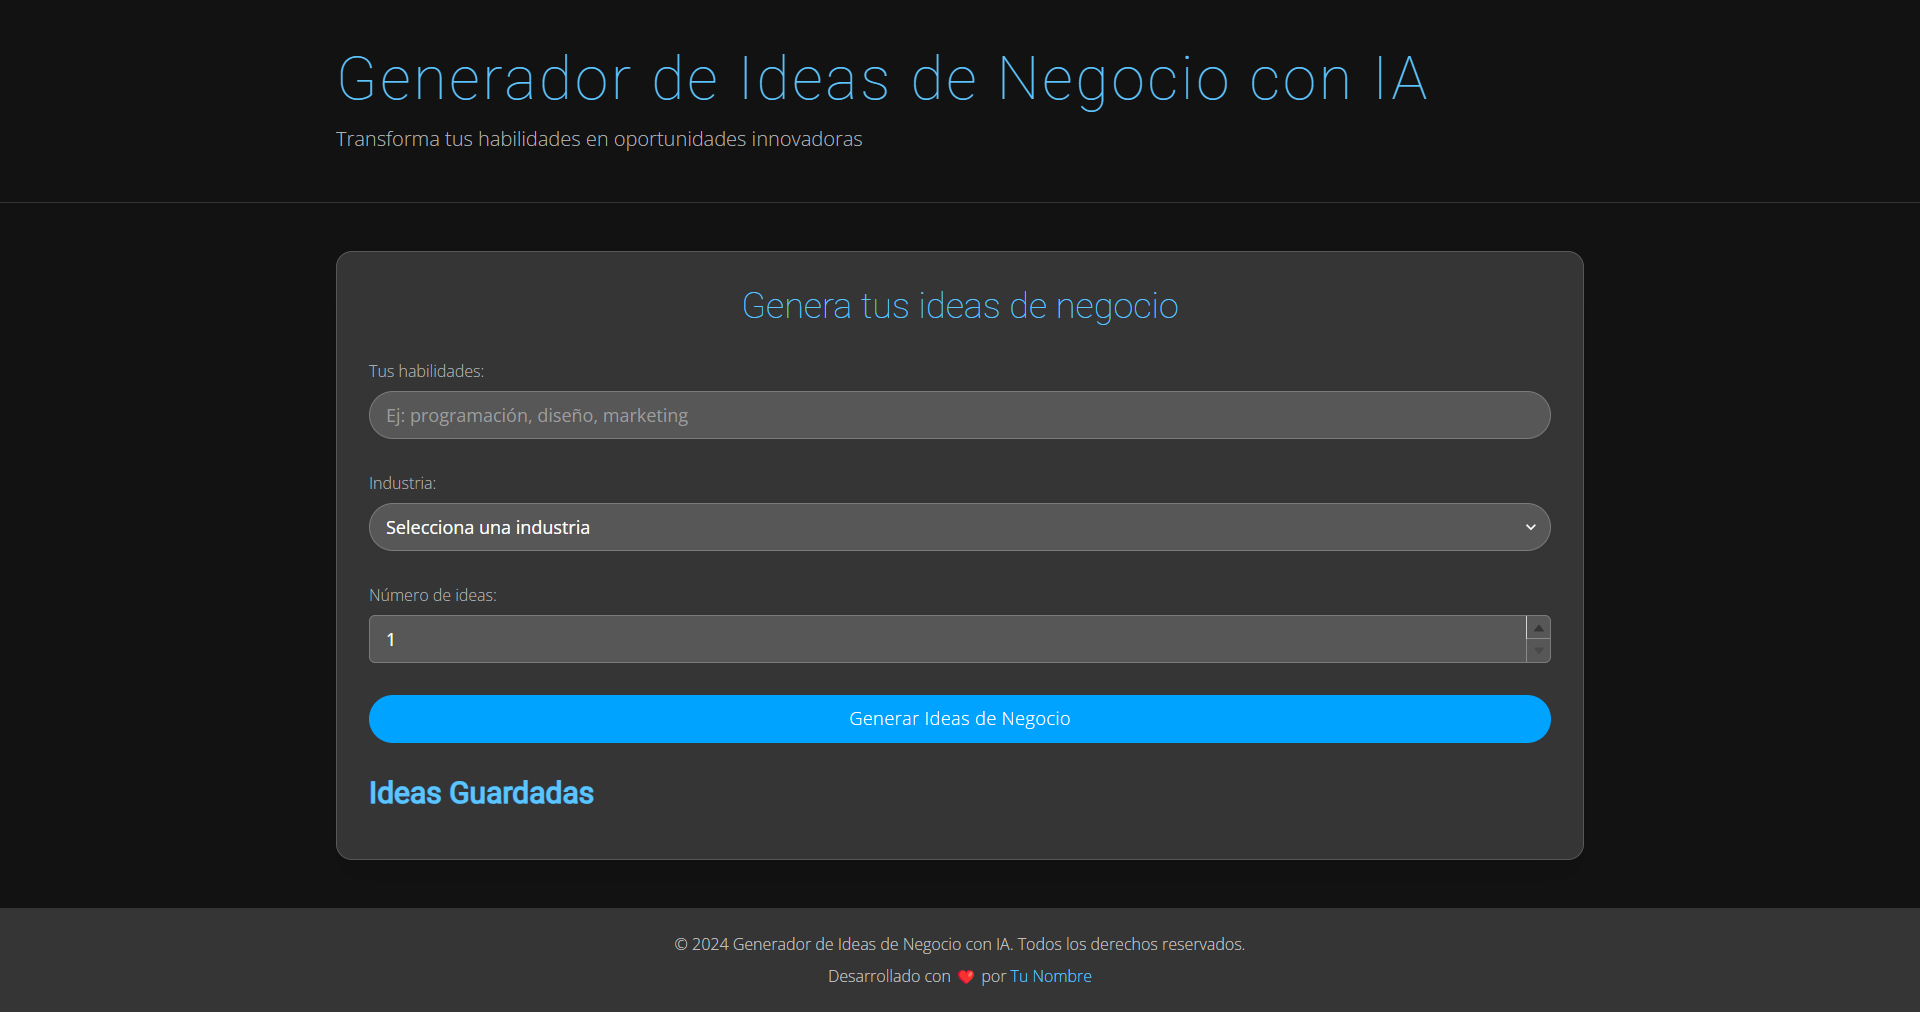 Generador de Ideas de Negocio con IA
Transforma tus habilidades en oportunidades innovadoras
Genera tus ideas de negocio
Tus habilidades:
Ej: programación, diseño, marketing
Industria:
Selecciona una industria
Número de ideas:
1
Generar Ideas de Negocio
Ideas Guardadas
© 2024 Generador de Ideas de Negocio con IA. Todos los derechos reservados.
Desarrollado con ❤️ por Tu Nombre